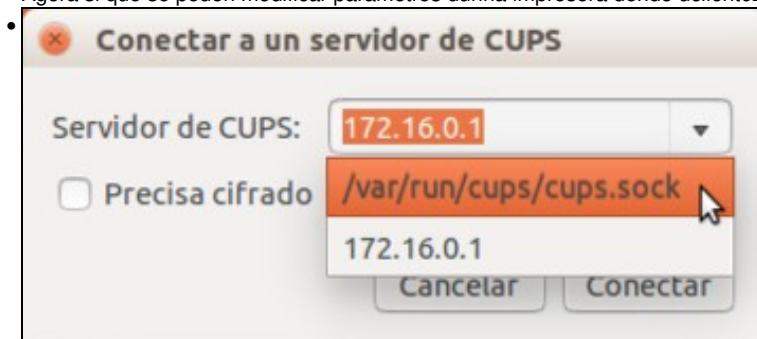 Conectar a un servidor de CUPS
Servidor de CUPS: 172.16.0.1
Precisa cifrado
/var/run/cups/cups.sock
172.16.0.1
Cancelar Conectar